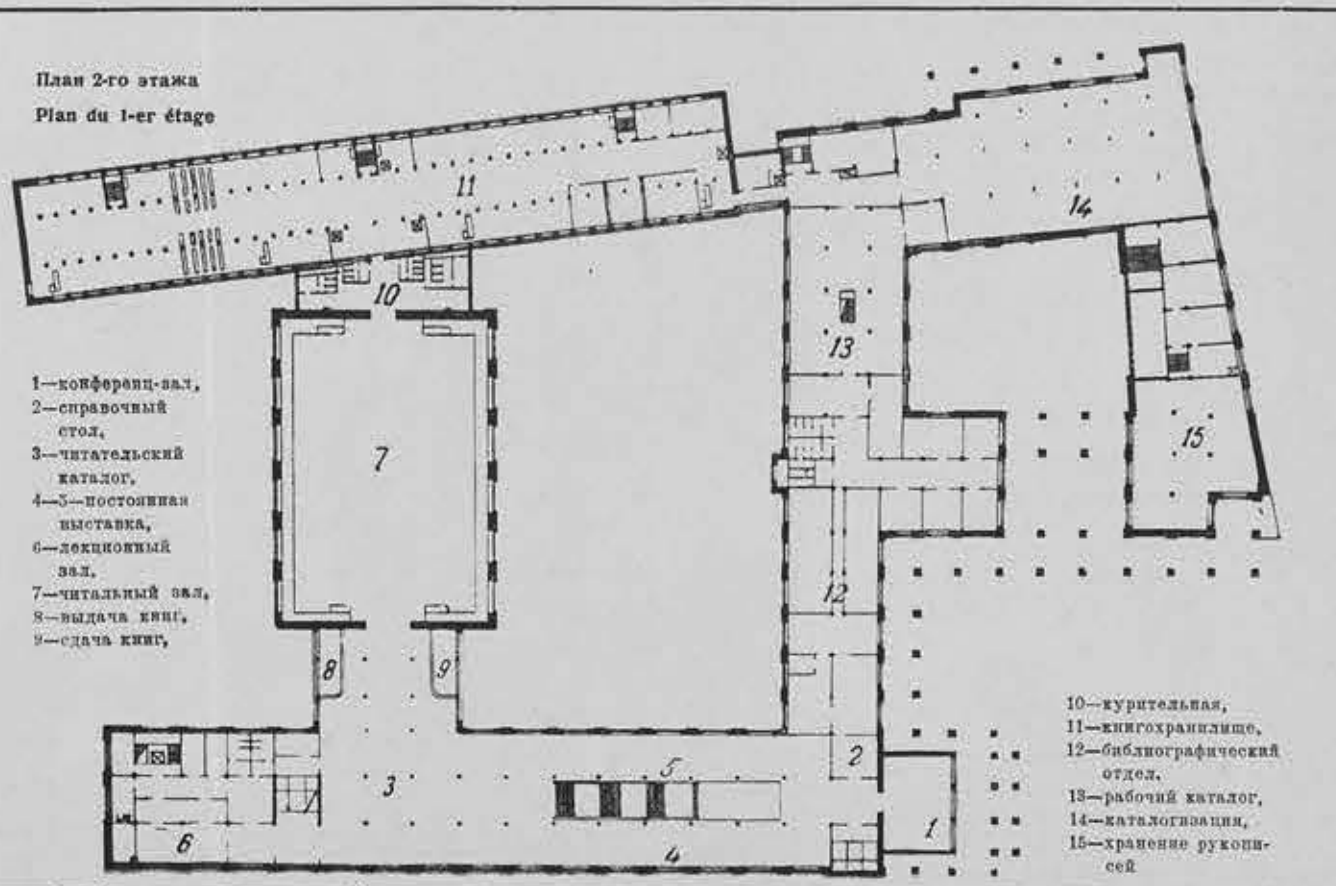 План 2-го этажа
Plan du 1-er étage
1—конференц-зал,
2—справочный
стол,
3—читательский
каталог,
4—5—постоянная
выставка,
6—лекционный
зал,
7—читальный зал,
8—выдача книг,
9—сдача книг,
10—курительная,
11—книгохранилище,
12—библиографический
отдел,
13—рабочий каталог,
14—каталогизация,
15—хранение рукопи-
сей
11
14
10
13
7
15
12
8
9
2
5
3
1
6
4